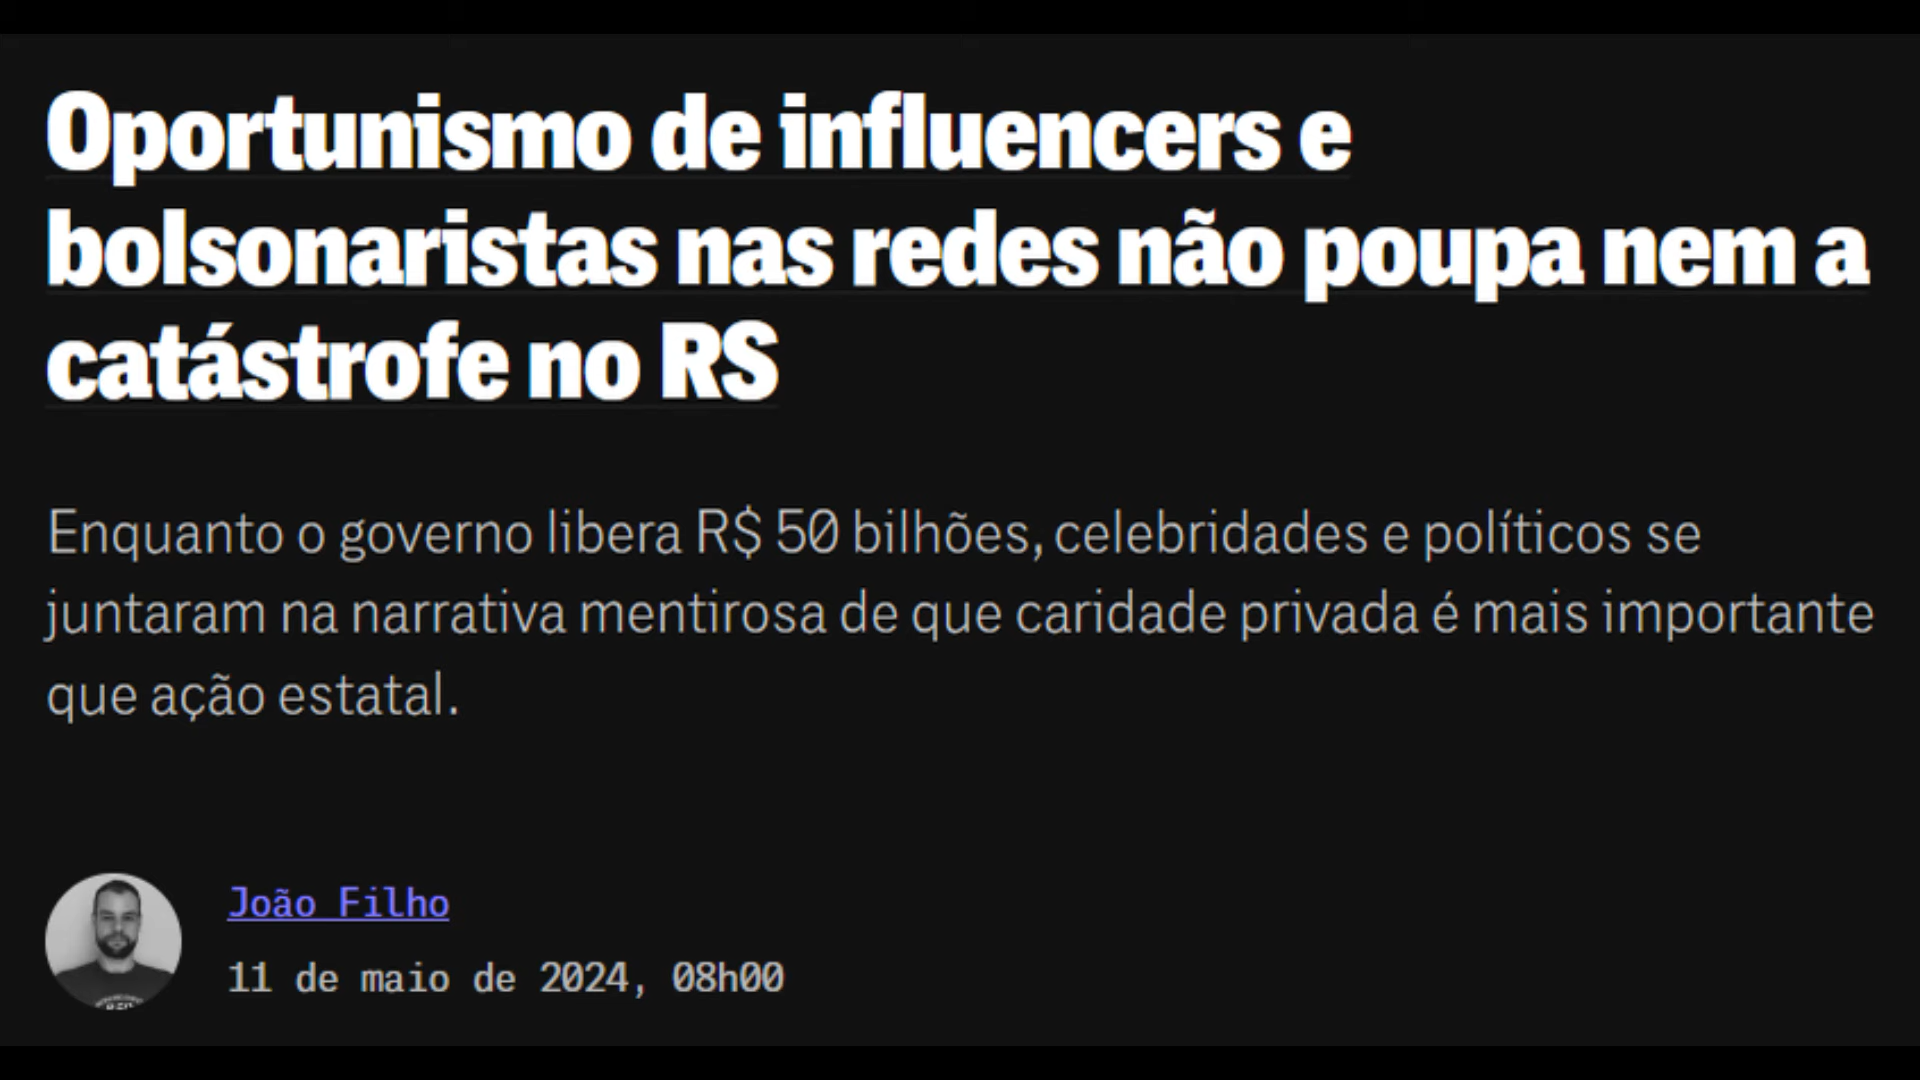 Oportunismo de influencers e
bolsonaristas nas redes não poupa nem a
catástrofe no RS
Enquanto o governo libera R$ 50 bilhões, celebridades e políticos se
juntaram na narrativa mentirosa de que caridade privada é mais importante
que ação estatal.
João Filho
11 de maio de 2024, 08h00